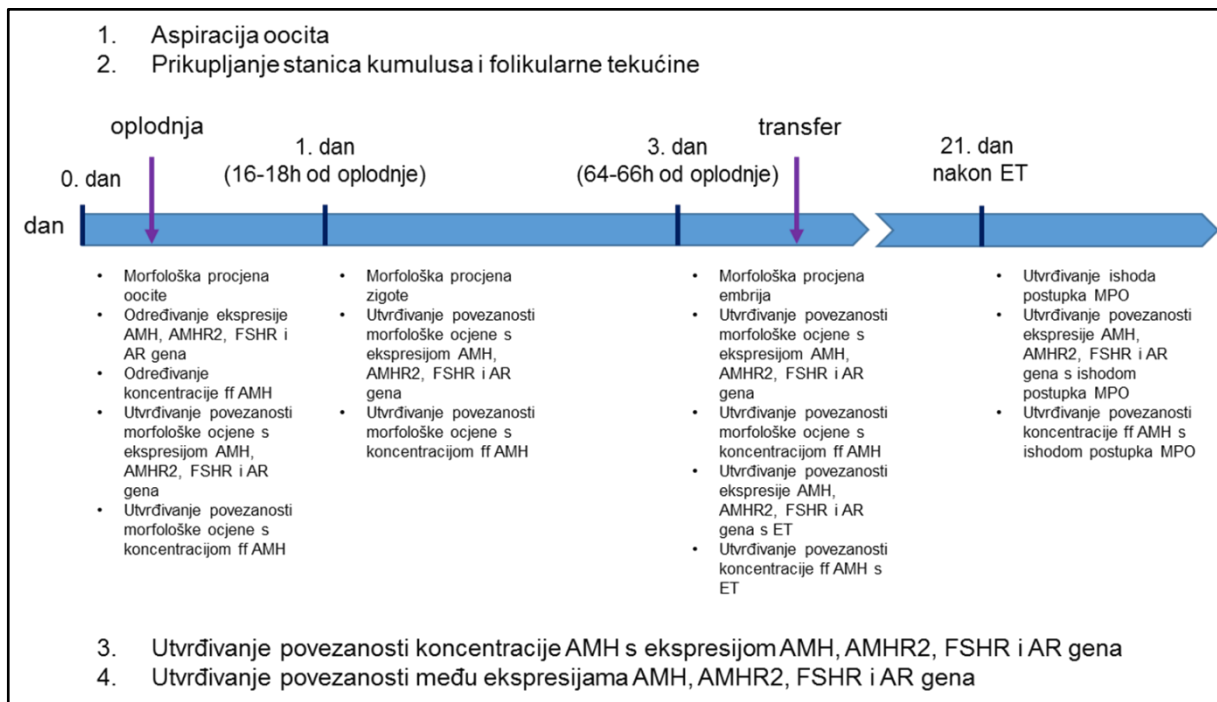 1. Aspiracija oocita
2. Prikupljanje stanica kumulusa i folikularne tekućine
oplodnja
transfer
0. dan
1. dan
(16-18h od oplodnje)
3. dan
(64-66h od oplodnje)
21. dan
nakon ET
dan
• Morfološka procjena
oocite
• Određivanje ekspresije
AMH, AMHR2, FSHR i
AR gena
• Određivanje
koncentracije ff AMH
• Utvrđivanje povezanosti
morfološke ocjene s
ekspresijom AMH,
AMHR2, FSHR i AR
gena
• Utvrđivanje povezanosti
morfološke ocjene s
koncentracijom ff AMH
• Morfološka procjena
zigote
• Utvrđivanje povezanosti
morfološke ocjene s
ekspresijom AMH,
AMHR2, FSHR i AR
gena
• Utvrđivanje povezanosti
morfološke ocjene s
koncentracijom ff AMH
• Morfološka procjena
embrija
• Utvrđivanje povezanosti
morfološke ocjene s
ekspresijom AMH,
AMHR2, FSHR i AR
gena
• Utvrđivanje povezanosti
morfološke ocjene s
koncentracijom ff AMH
• Utvrđivanje povezanosti
ekspresije AMH,
AMHR2, FSHR i AR
gena s ET
• Utvrđivanje povezanosti
koncentracije ff AMH s
ET
• Utvrđivanje ishoda
postupka MPO
• Utvrđivanje povezanosti
ekspresije AMH,
AMHR2, FSHR i AR
gena s ishodom
postupka MPO
• Utvrđivanje povezanosti
koncentracije ff AMH s
ishodom postupka MPO
3. Utvrđivanje povezanosti koncentracije AMH s ekspresijom AMH, AMHR2, FSHR i AR gena
4. Utvrđivanje povezanosti među ekspresijama AMH, AMHR2, FSHR i AR gena